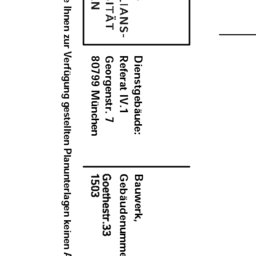 LIANS-
ITÄT
N
Dienstgebäude:
Referat IV.1
Georgenstr. 7
80799 München
Bauwerk,
Gebäudenumme
Goethestr.33
1503
e Ihnen zur Verfügung gestellten Planunterlagen keinen A